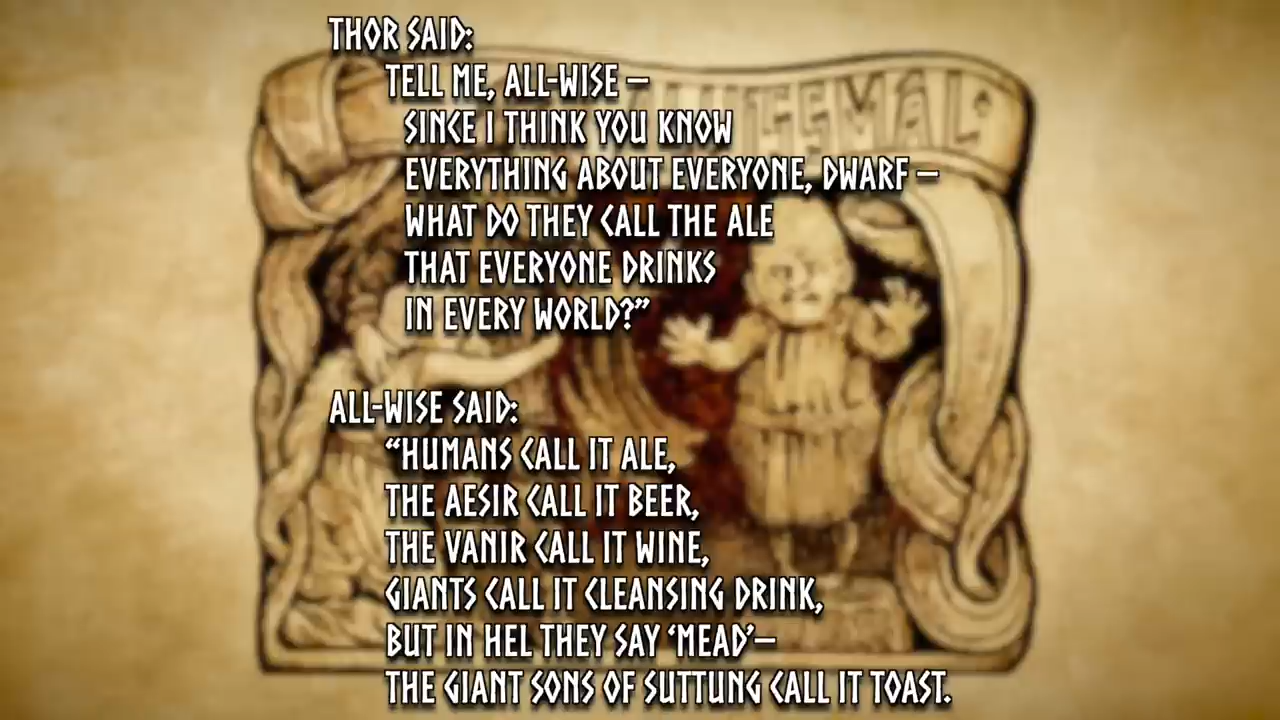 THOR SAID:
TELL ME, ALL-WISE –
SINCE I THINK YOU KNOW
EVERYTHING ABOUT EVERYONE, DWARF –
WHAT DO THEY CALL THE ALE
THAT EVERYONE DRINKS
IN EVERY WORLD?”
ALL-WISE SAID:
“HUMANS CALL IT ALE,
THE AESIR CALL IT BEER,
THE VANIR CALL IT WINE,
GIANTS CALL IT CLEANSING DRINK,
BUT IN HEL THEY SAY ‘MEAD’–
THE GIANT SONS OF SUTTUNG CALL IT TOAST.